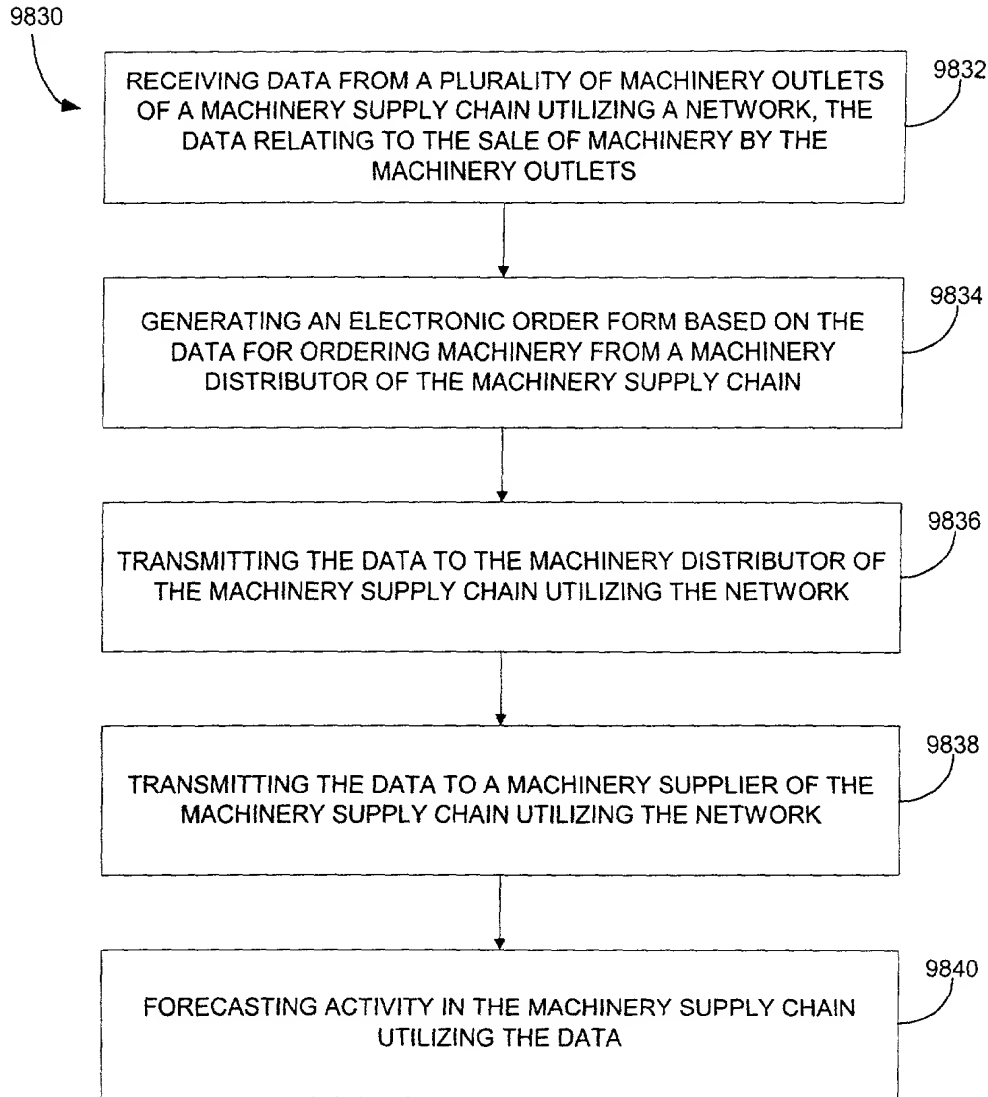 9830
RECEIVING DATA FROM A PLURALITY OF MACHINERY OUTLETS
OF A MACHINERY SUPPLY CHAIN UTILIZING A NETWORK, THE
DATA RELATING TO THE SALE OF MACHINERY BY THE
MACHINERY OUTLETS
9832
GENERATING AN ELECTRONIC ORDER FORM BASED ON THE
DATA FOR ORDERING MACHINERY FROM A MACHINERY
DISTRIBUTOR OF THE MACHINERY SUPPLY CHAIN
9834
TRANSMITTING THE DATA TO THE MACHINERY DISTRIBUTOR OF
THE MACHINERY SUPPLY CHAIN UTILIZING THE NETWORK
9836
TRANSMITTING THE DATA TO A MACHINERY SUPPLIER OF THE
MACHINERY SUPPLY CHAIN UTILIZING THE NETWORK
9838
FORECASTING ACTIVITY IN THE MACHINERY SUPPLY CHAIN
UTILIZING THE DATA
9840